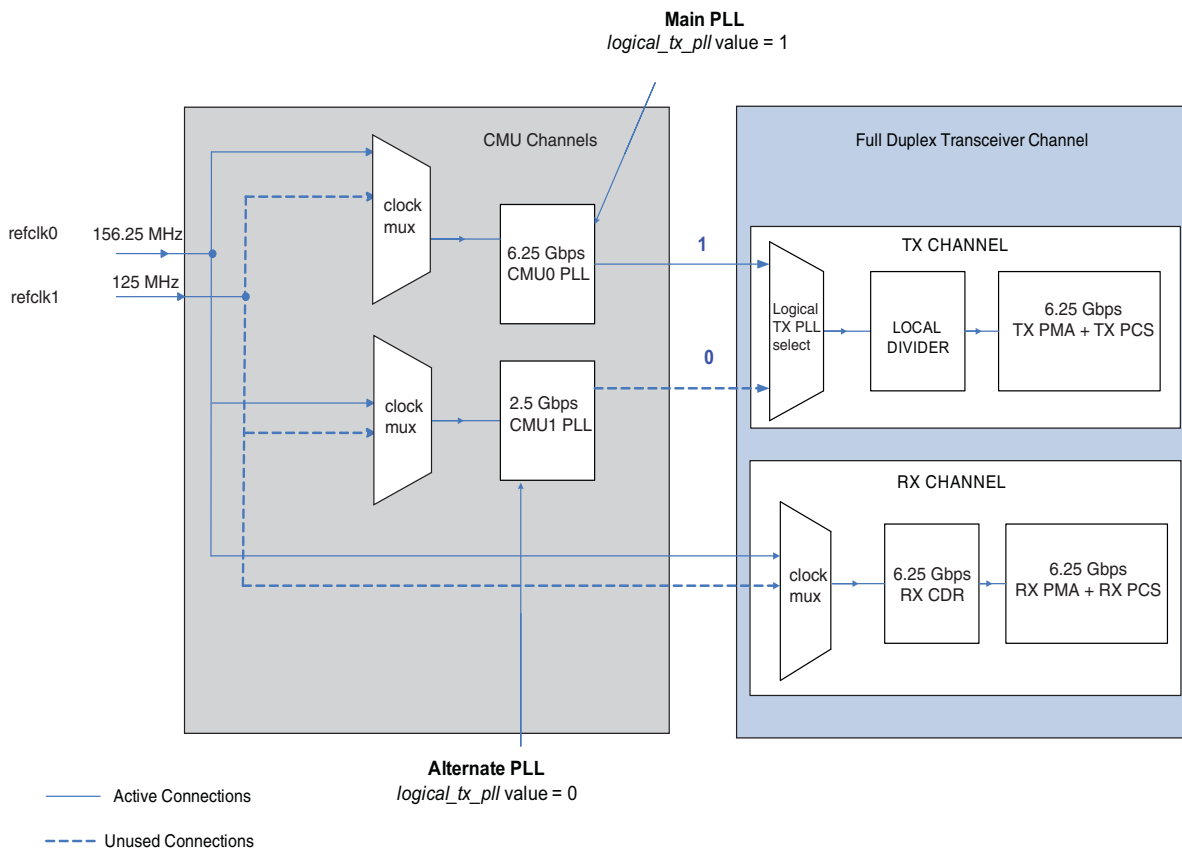 Main PLL
logical_tx_pll value = 1
CMU Channels
Full Duplex Transceiver Channel
clock
mux
refclk0
156.25 MHz
6.25 Gbps
CMU0 PLL
1
TX CHANNEL
refclk1
125 MHz
Logical
TX PLL
select
LOCAL
DIVIDER
6.25 Gbps
TX PMA + TX PCS
0
clock
mux
2.5 Gbps
CMU1 PLL
RX CHANNEL
clock
mux
6.25 Gbps
RX CDR
6.25 Gbps
RX PMA + RX PCS
Alternate PLL
logical_tx_pll value = 0
Active Connections
Unused Connections